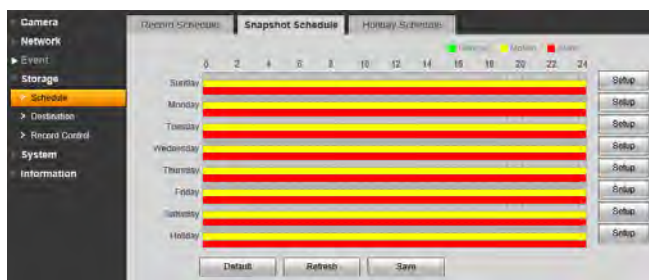 Camera
Network
Event
Storage
Schedule
Destination
Record Control
System
Information
Record Schedule
Snapshot Schedule
Holiday Schedule
General Motion Alarm
0 2 4 6 8 10 12 14 16 18 20 22 24
Sunday Setup
Monday Setup
Tuesday Setup
Wednesday Setup
Thursday Setup
Friday Setup
Saturday Setup
Holiday Setup
Default Refresh Save